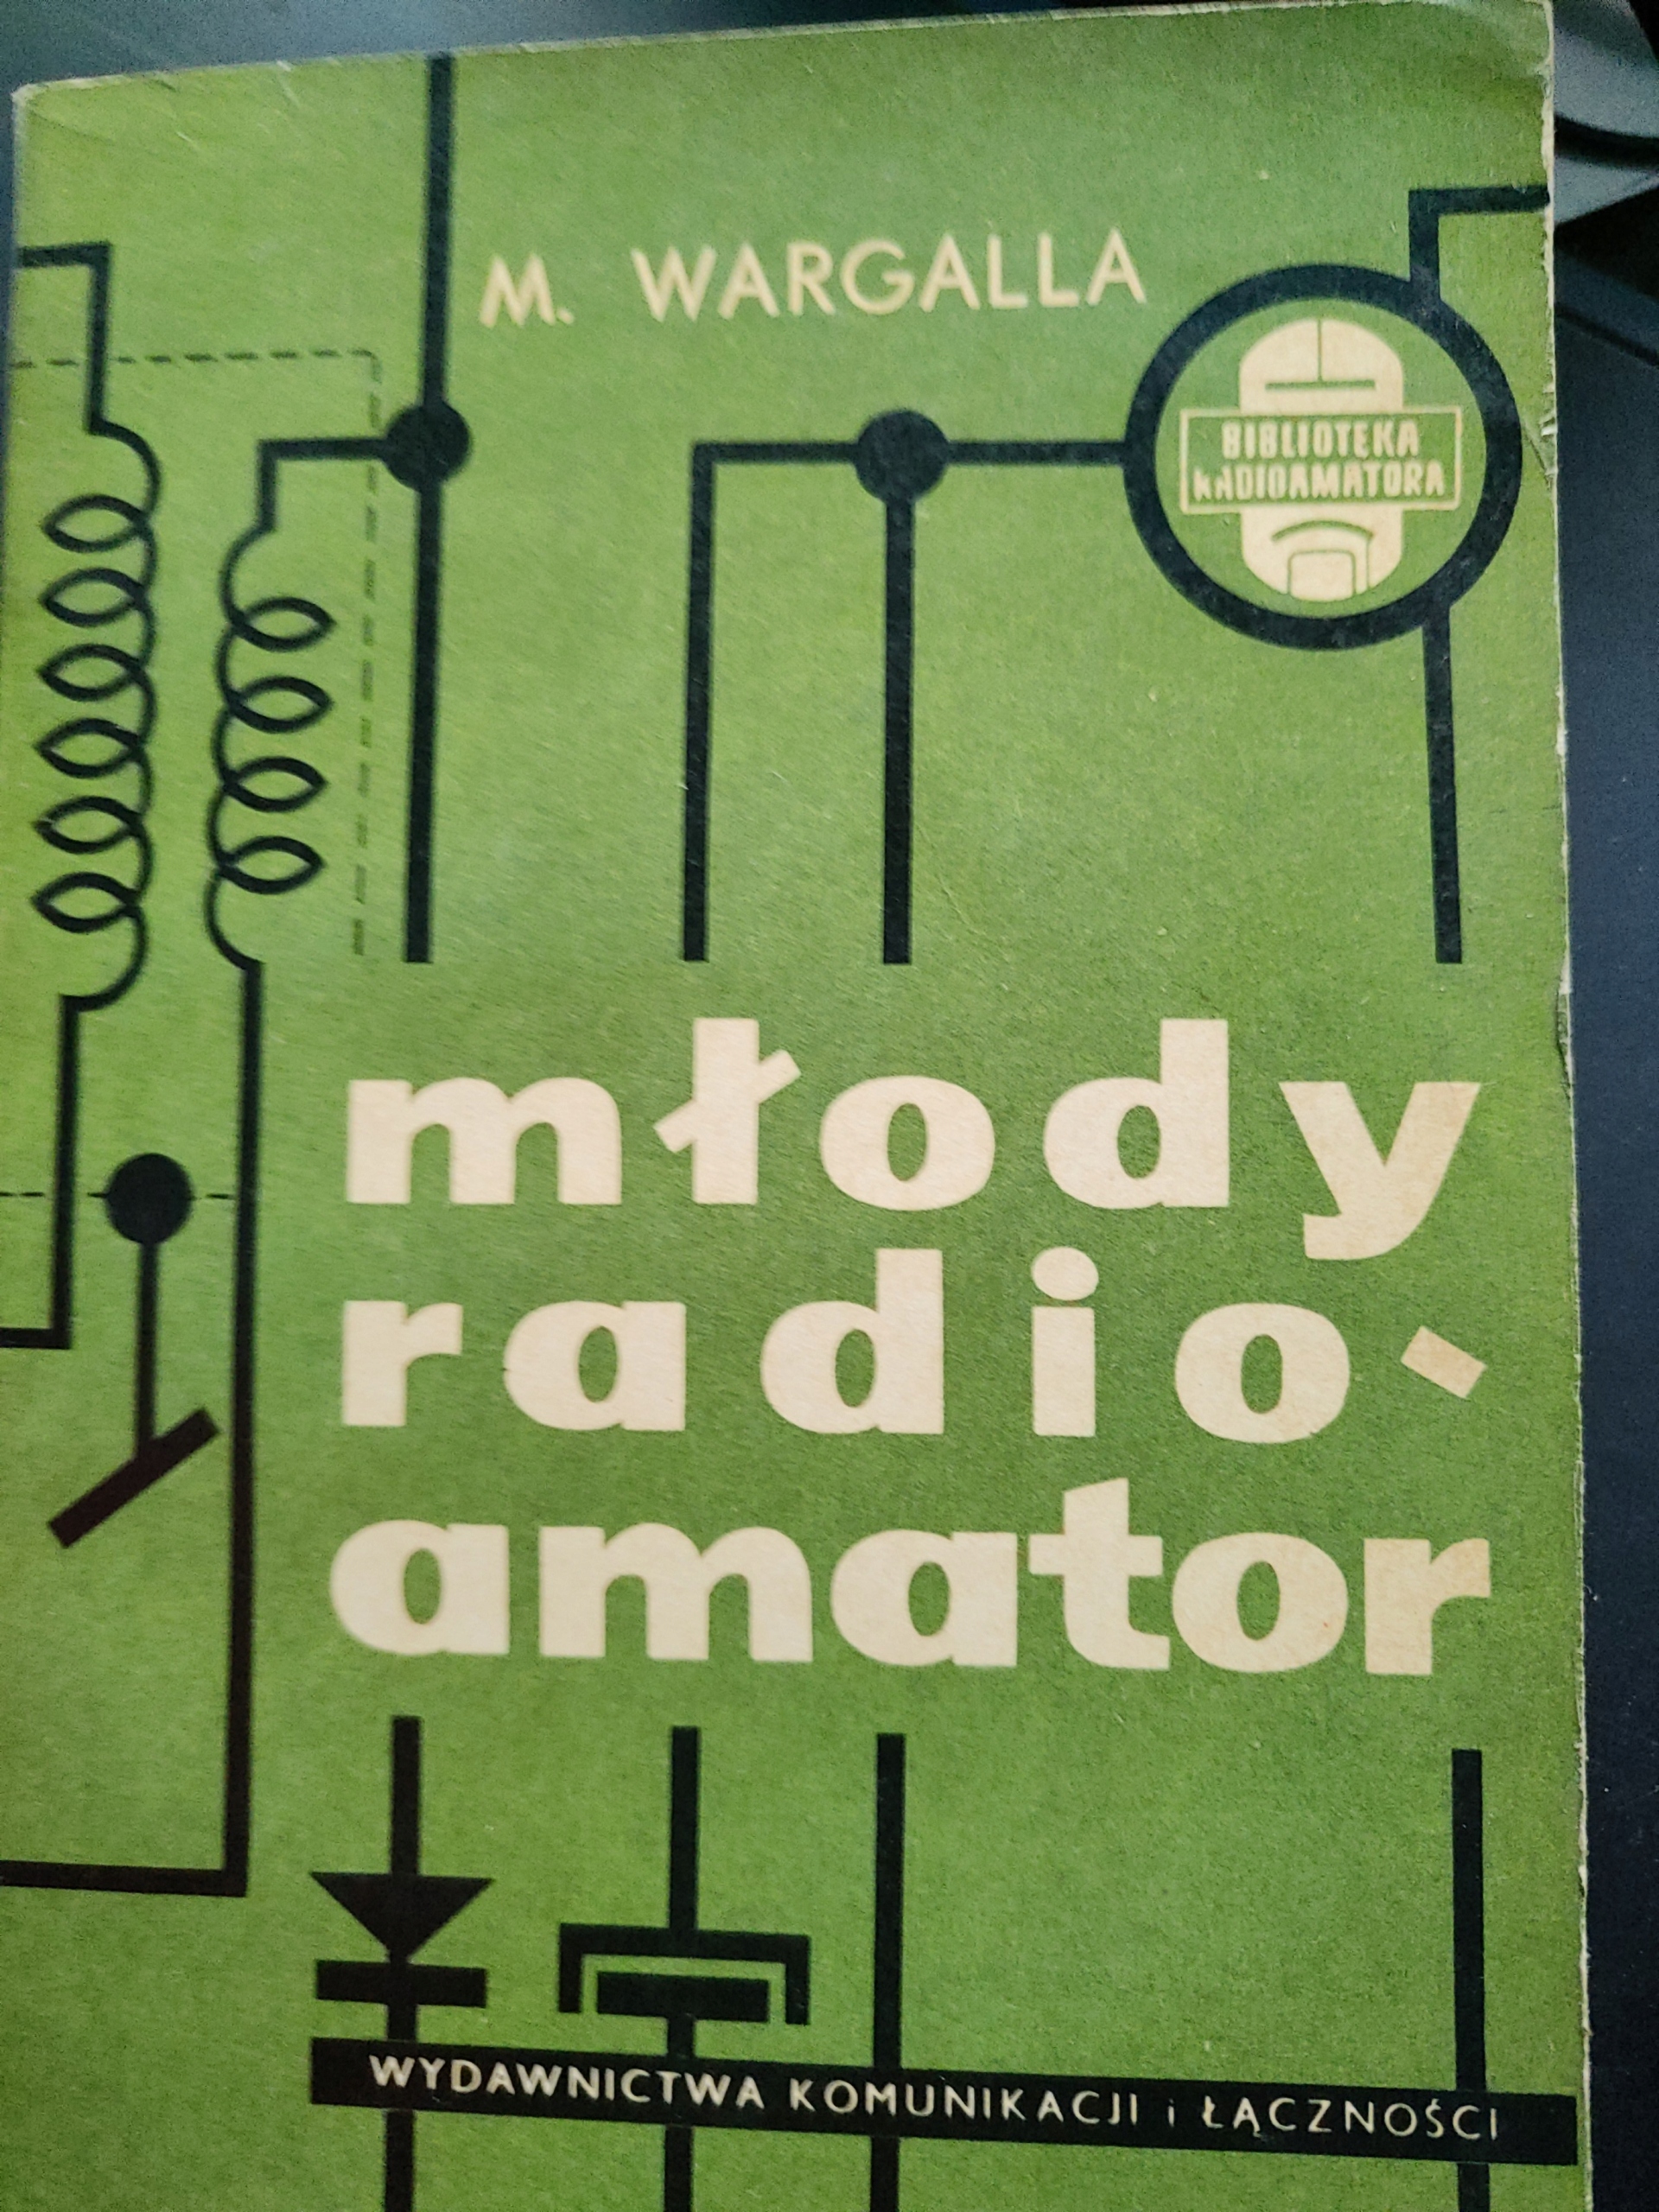 M. WARGALLA
BIBLIOTEKA
RADIOAMATORA
młody
radio-
amator
WYDAWNICTWA KOMUNIKACJI i ŁĄCZNOŚCI